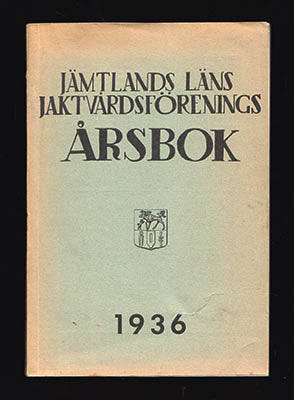 JÄMTLANDS LÄNS
JAKTVÅRDSFÖRENINGS
ÅRSBOK
1936